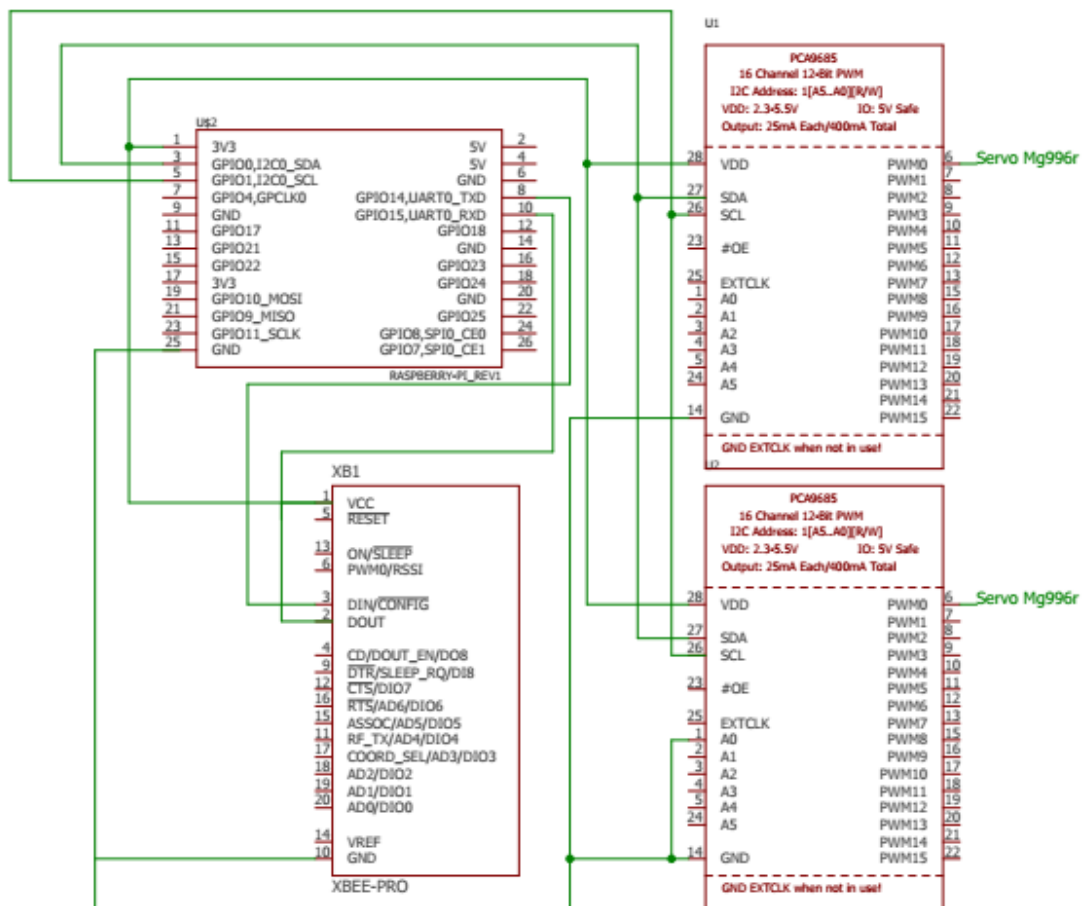 U$2
1 3V3 5V 2
3 GPIO0,I2C0_SDA 5V 4
5 GPIO1,I2C0_SCL GND 6
7 GPIO4,GPCLK0 GPIO14,UART0_TXD 8
9 GND GPIO15,UART0_RXD 10
11 GPIO17 GPIO18 12
13 GPIO21 GND 14
15 GPIO22 GPIO23 16
17 3V3 GPIO24 18
19 GPIO10_MOSI GND 20
21 GPIO9_MISO GPIO25 22
23 GPIO11_SCLK GPIO8,SPI0_CE0 24
25 GND GPIO7,SPI0_CE1 26
RASPBERRY-PI_REV1
XB1
1 VCC
5 RESET
13 ON/SLEEP
6 PWM0/RSSI
3 DIN/CONFIG
2 DOUT
4 CD/DOUT_EN/DO8
9 DTR/SLEEP_RQ/DI8
12 CTS/DIO7
16 RTS/AD6/DIO6
15 ASSOC/AD5/DIO5
11 RF_TX/AD4/DIO4
17 COORD_SEL/AD3/DIO3
18 AD2/DIO2
19 AD1/DIO1
20 AD0/DIO0
14 VREF
10 GND
XBEE-PRO
U1
PCA9685
16 Channel 12-Bit PWM
I2C Address: 1[A5..A0][R/W]
VDD: 2.3-5.5V IO: 5V Safe
Output: 25mA Each/400mA Total
28 VDD PWM0 6 Servo Mg996r
PWM1 7
27 SDA PWM2 8
26 SCL PWM3 9
PWM4 10
23 #OE PWM5 11
PWM6 12
25 EXTCLK PWM7 13
1 A0 PWM8 15
2 A1 PWM9 16
3 A2 PWM10 17
4 A3 PWM11 18
5 A4 PWM12 19
24 A5 PWM13 20
PWM14 21
14 GND PWM15 22
GND EXTCLK when not in use!
U2
PCA9685
16 Channel 12-Bit PWM
I2C Address: 1[A5..A0][R/W]
VDD: 2.3-5.5V IO: 5V Safe
Output: 25mA Each/400mA Total
28 VDD PWM0 6 Servo Mg996r
PWM1 7
27 SDA PWM2 8
26 SCL PWM3 9
PWM4 10
23 #OE PWM5 11
PWM6 12
25 EXTCLK PWM7 13
1 A0 PWM8 15
2 A1 PWM9 16
3 A2 PWM10 17
4 A3 PWM11 18
5 A4 PWM12 19
24 A5 PWM13 20
PWM14 21
14 GND PWM15 22
GND EXTCLK when not in use!